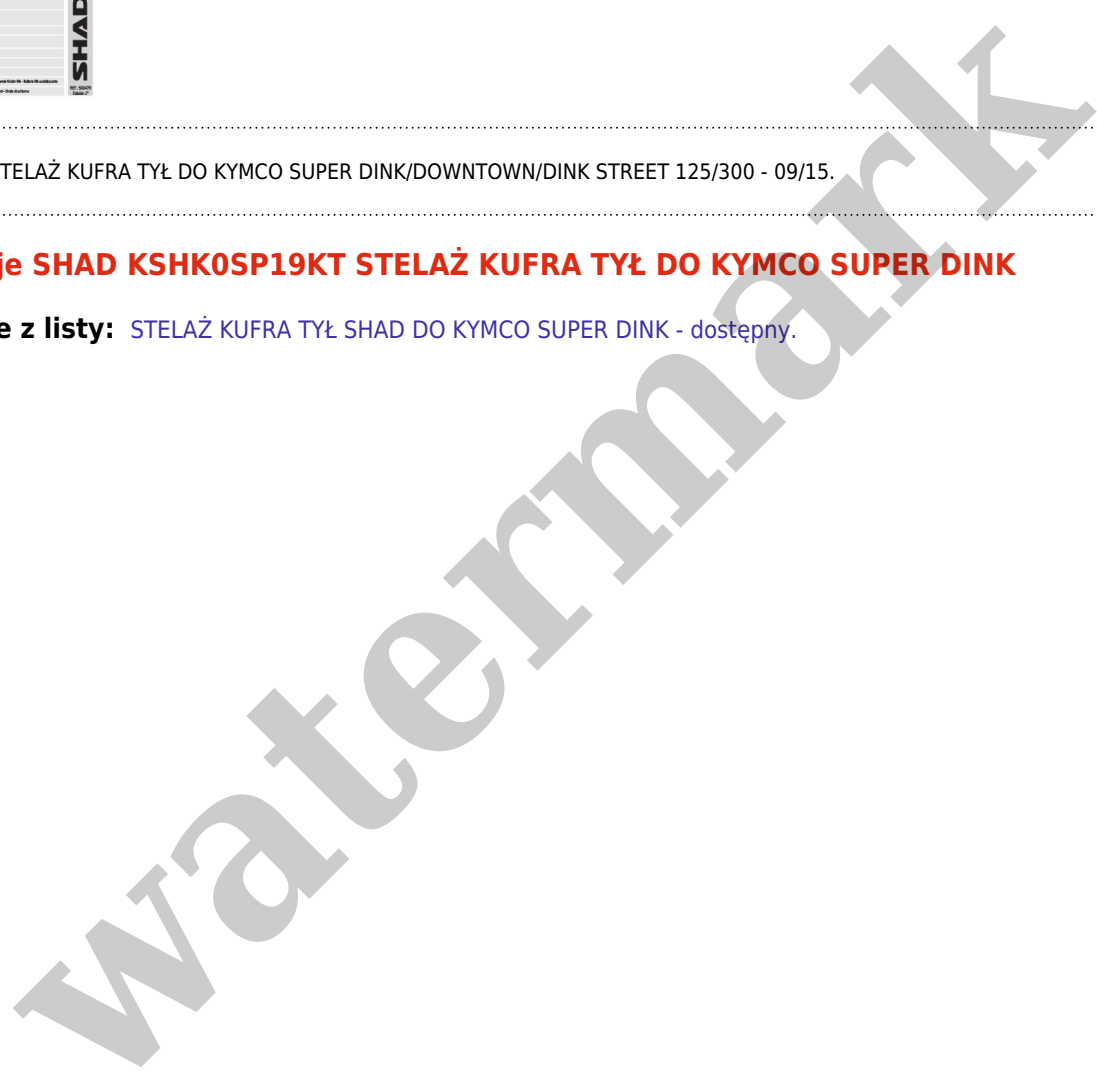 SHAD
TELAŻ KUFRA TYŁ DO KYMCO SUPER DINK/DOWNTOWN/DINK STREET 125/300 - 09/15.
je SHAD KSHK0SP19KT STELAŻ KUFRA TYŁ DO KYMCO SUPER DINK
e z listy: STELAŻ KUFRA TYŁ SHAD DO KYMCO SUPER DINK - dostępny.
watermark